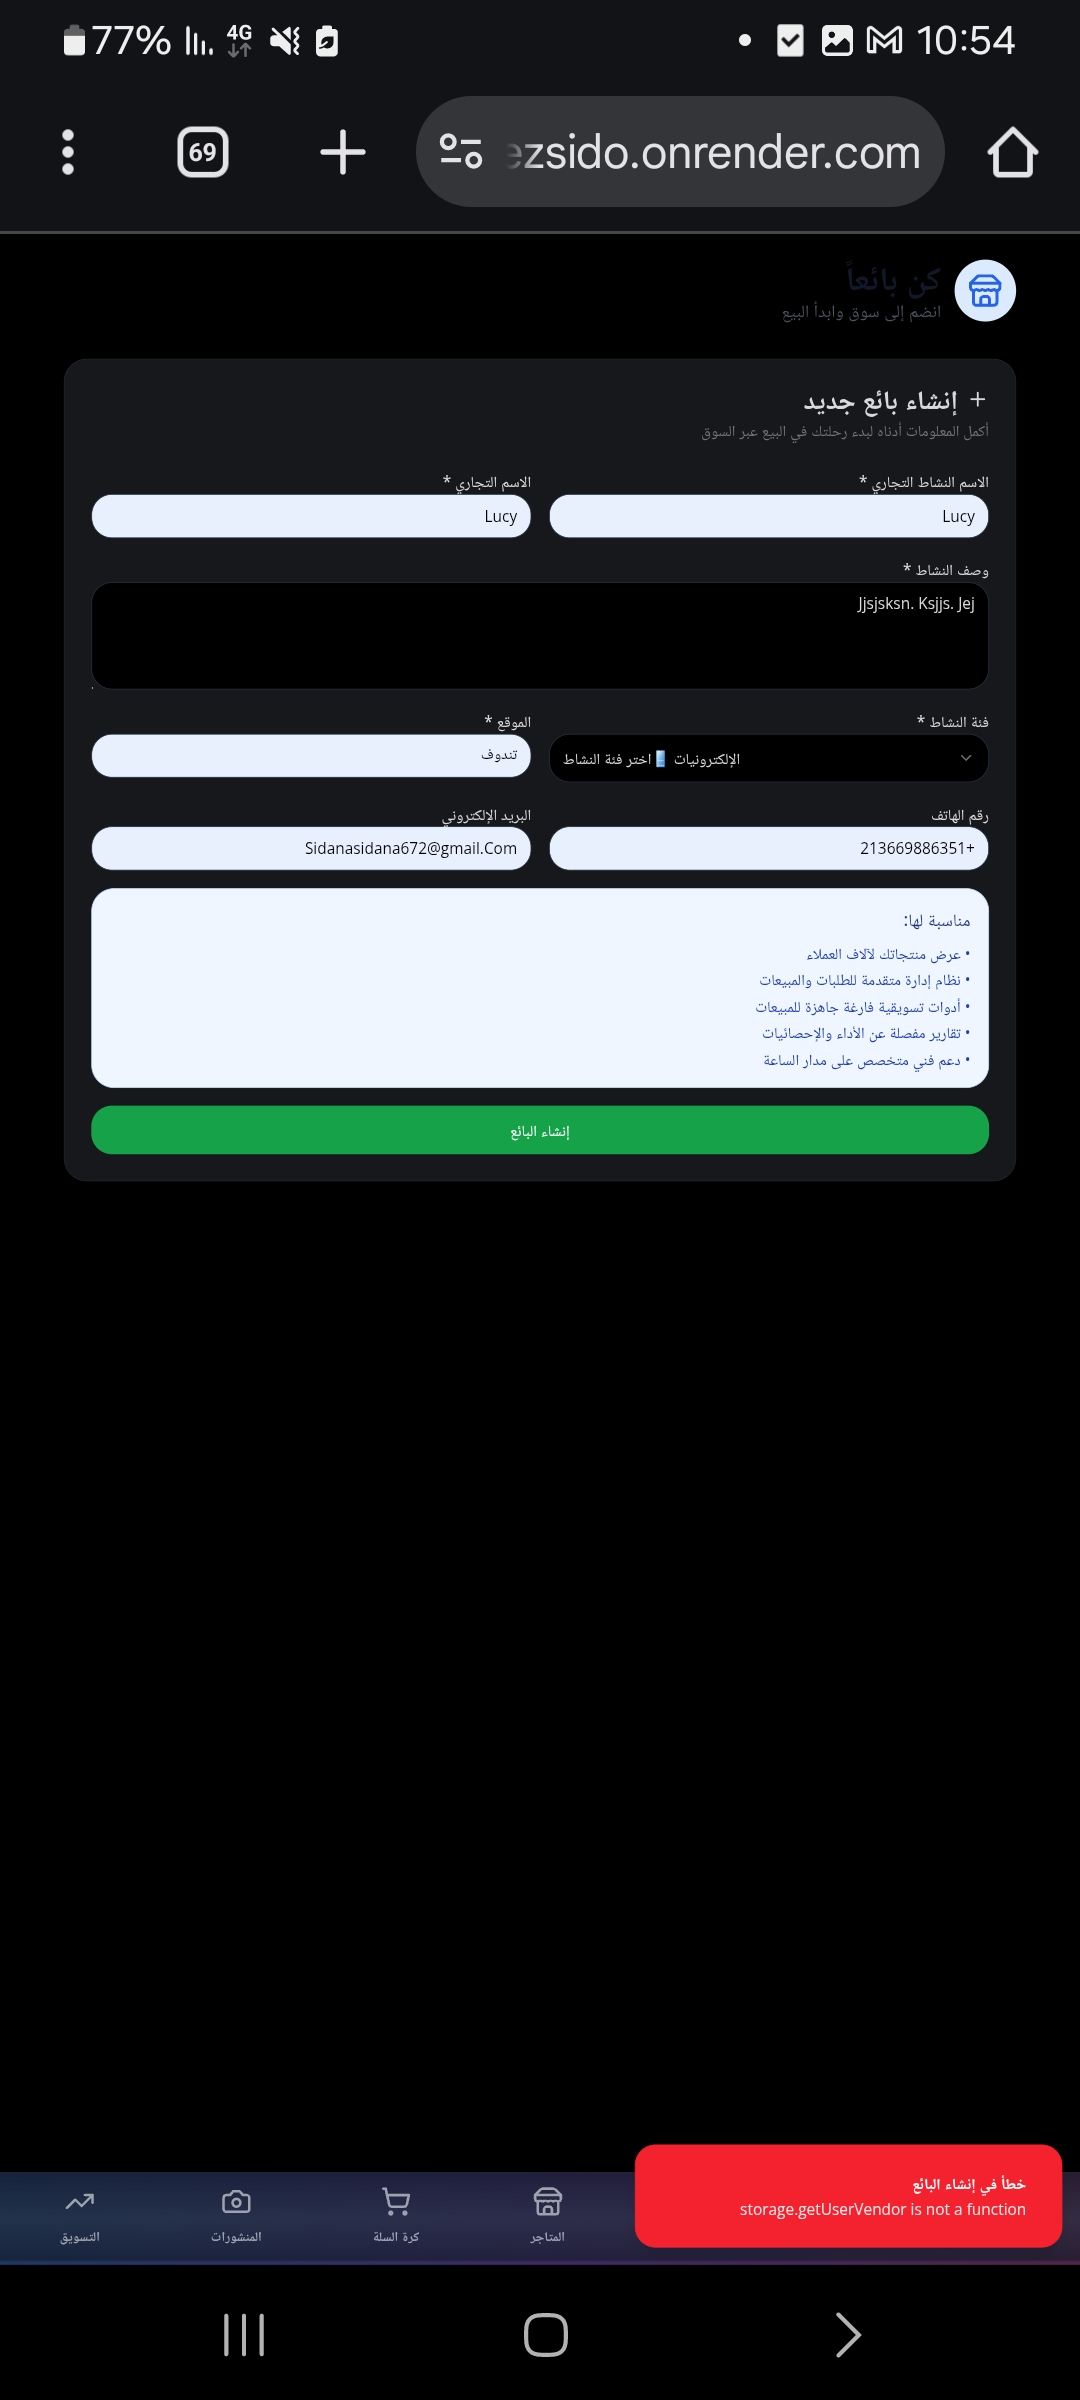 77%
4G
10:54
69
ezsido.onrender.com
كن بائعاً
انضم إلى سوق وابدأ البيع
إنشاء بائع جديد
أكمل المعلومات أدناه لبدء رحلتك في البيع عبر السوق
الاسم النشاط التجاري *
الاسم التجاري *
Lucy
Lucy
وصف النشاط *
Jjsjsksn. Ksjjs. Jej
فئة النشاط *
الموقع *
الإلكترونيات
اختر فئة النشاط
تندوف
رقم الهاتف
البريد الإلكتروني
213669886351+
Sidanasidana672@gmail.Com
مناسبة لها:
• عرض منتجاتك لآلاف العملاء
• نظام إدارة متقدمة للطلبات والمبيعات
• أدوات تسويقية فارغة جاهزة للمبيعات
• تقارير مفصلة عن الأداء والإحصائيات
• دعم فني متخصص على مدار الساعة
إنشاء البائع
خطأ في إنشاء البائع
storage.getUserVendor is not a function
المتاجر
كرة السلة
المنشورات
التسويق